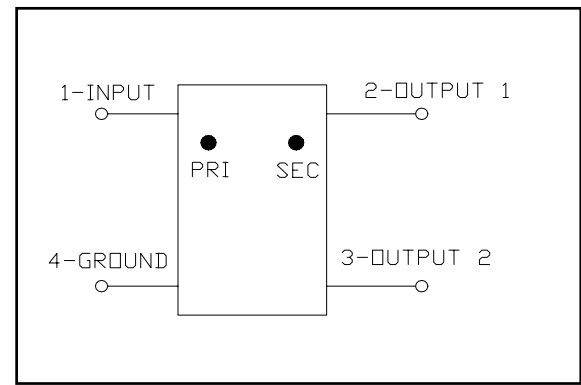 1-INPUT
2-OUTPUT 1
PRI
SEC
4-GROUND
3-OUTPUT 2